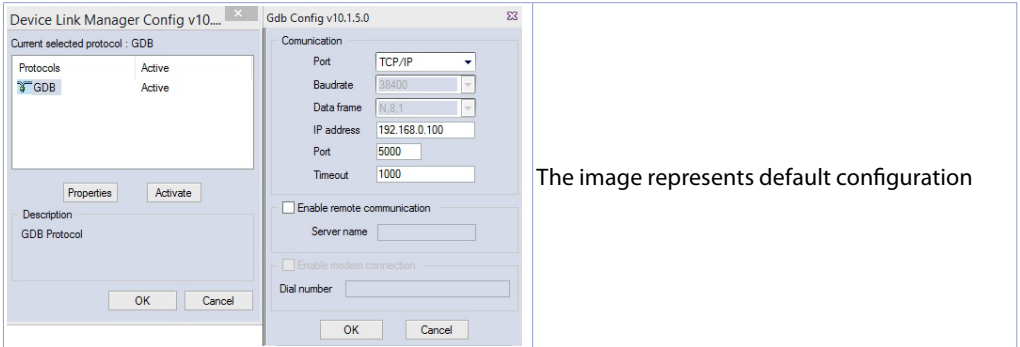 Device Link Manager Config v10....
Current selected protocol : GDB
Protocols Active
GDB Active
Properties Activate
Description
GDB Protocol
OK Cancel
Gdb Config v10.1.5.0
Comunication
Port TCP/IP
Baudrate 38400
Data frame N,8,1
IP address 192.168.0.100
Port 5000
Timeout 1000
Enable remote communication
Server name
Enable modem connection
Dial number
OK Cancel
The image represents default configuration